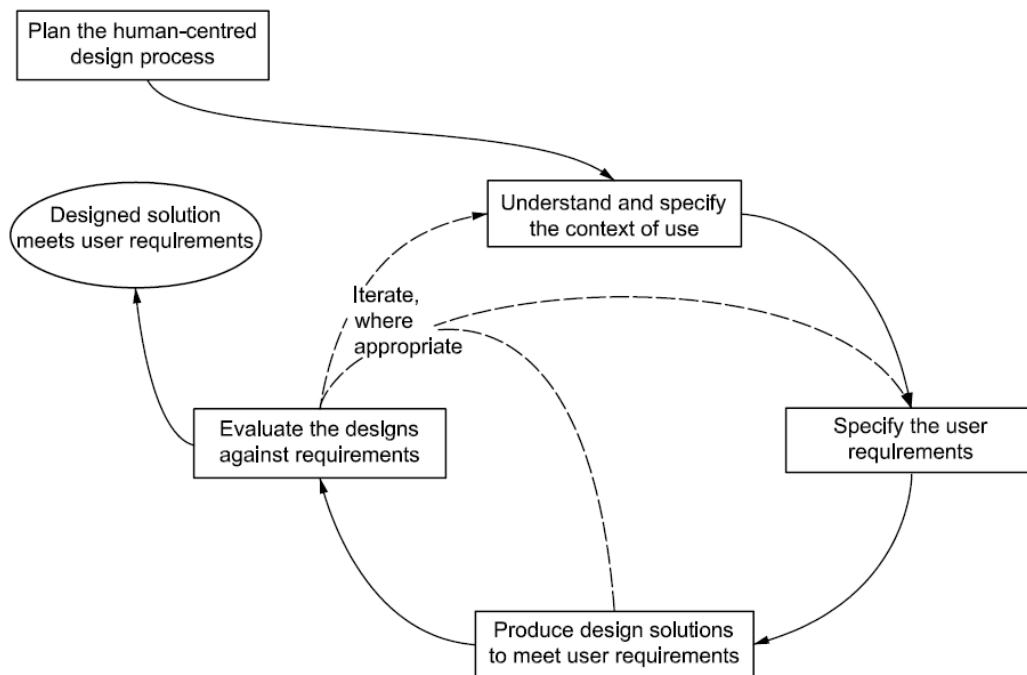 Plan the human-centred
design process
Understand and specify
the context of use
Designed solution
meets user requirements
Iterate,
where
appropriate
Evaluate the designs
against requirements
Specify the user
requirements
Produce design solutions
to meet user requirements